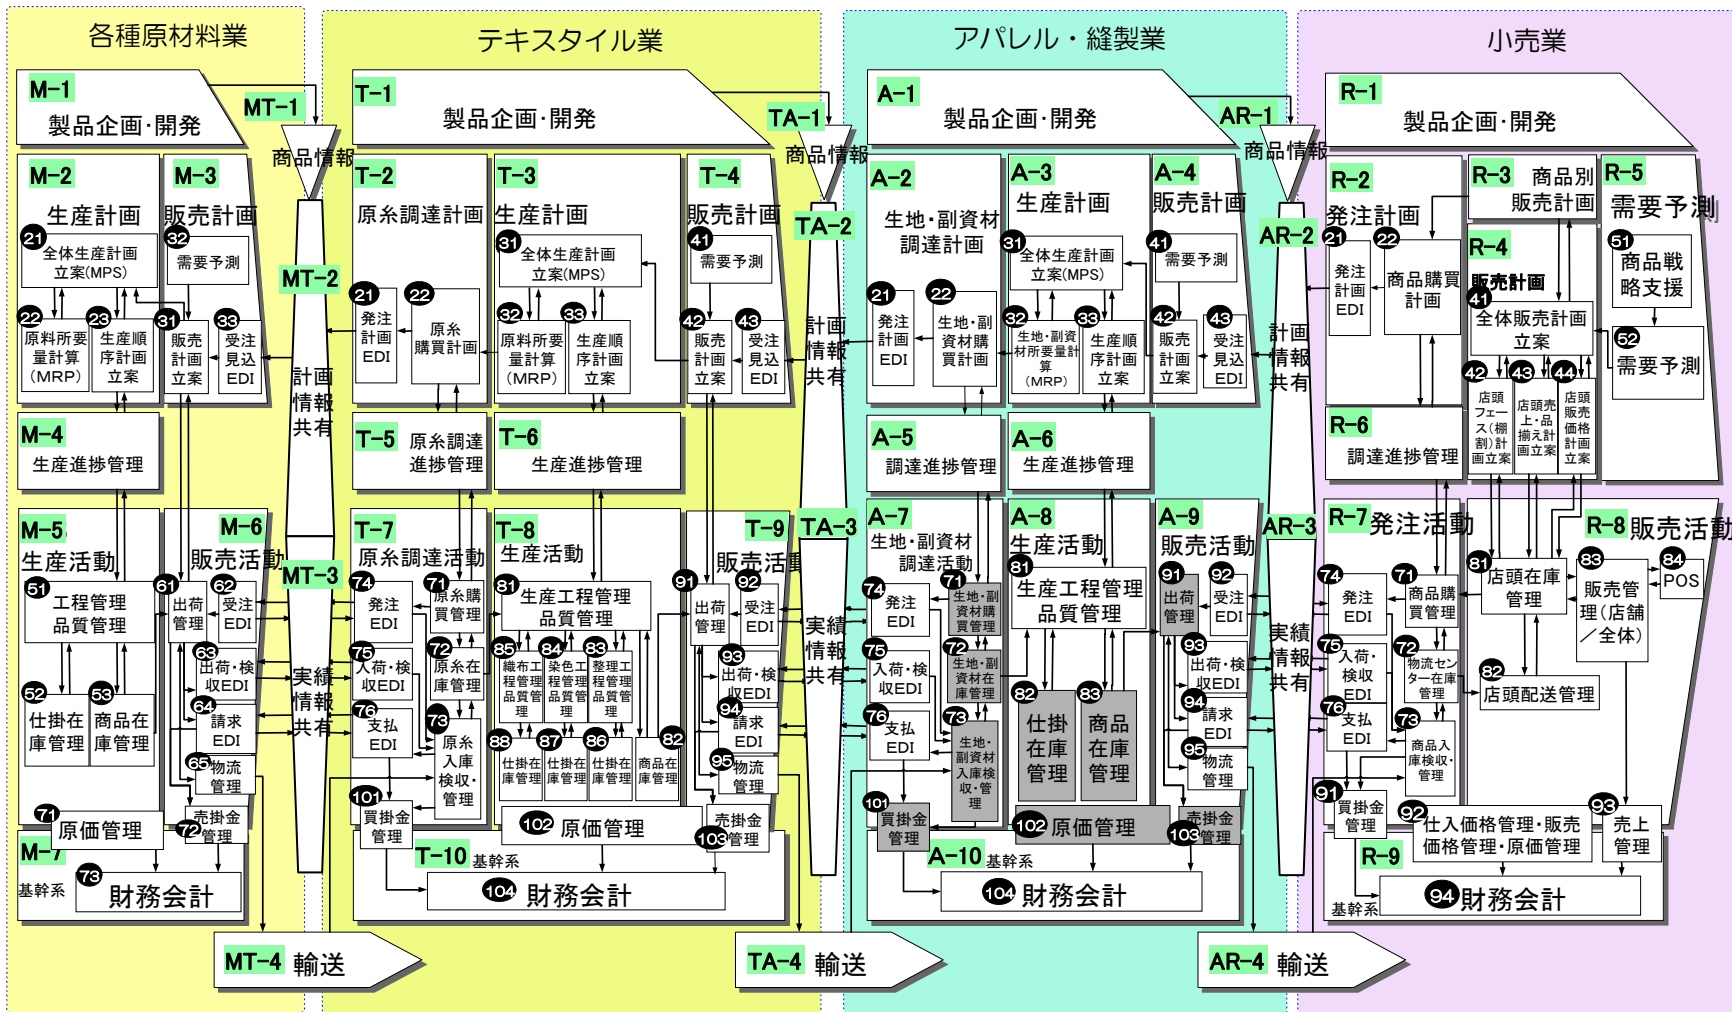 各種原材料業
M-1
製品企画・開発
MT-1
商品情報
M-2
生産計画
21
全体生産計画
立案(MPS)
22
原料所要
量計算
(MRP)
23
生産順
序計画
立案
M-3
販売計画
32
需要予測
31
販売
計画
立案
33
受注
見込
EDI
MT-2
計画
情報
共有
M-4
生産進捗管理
M-5
生産活動
51
工程管理
品質管理
52
仕掛在
庫管理
53
商品在
庫管理
M-6
販売活動
61
出荷
管理
62
受注
EDI
63
出荷・検
収EDI
64
請求
EDI
65
物流
管理
MT-3
実績
情報
共有
71
原価管理
72
売掛金
管理
M-7
基幹系
73
財務会計
MT-4 輸送
テキスタイル業
T-1
製品企画・開発
TA-1
商品情報
T-2
原糸調達計画
21
発注
計画
EDI
22
原糸
購買計画
T-3
生産計画
31
全体生産計画
立案(MPS)
32
原料所要
量計算
(MRP)
33
生産順
序計画
立案
T-4
販売計画
41
需要予測
42
販売
計画
立案
43
受注
見込
EDI
TA-2
計画
情報
共有
T-5
原糸調達
進捗管理
T-6
生産進捗管理
T-7
原糸調達活動
74
発注
EDI
71
原糸購
買管理
75
入荷・検
収EDI
72
原糸在
庫管理
76
支払
EDI
73
原糸
入庫
検収・
管理
T-8
生産活動
81
生産工程管理
品質管理
85
織布工
程管理
品質管
理
84
染色工
程管理
品質管
理
83
整理工
程管理
品質管
理
88
仕掛在
庫管理
87
仕掛在
庫管理
86
仕掛在
庫管理
82
商品在
庫管理
T-9
販売活動
91
出荷
管理
92
受注
EDI
93
出荷・検
収EDI
94
請求
EDI
95
物流
管理
TA-3
実績
情報
共有
101
買掛金
管理
102
原価管理
103
売掛金
管理
T-10
基幹系
104
財務会計
TA-4 輸送
アパレル・縫製業
A-1
製品企画・開発
AR-1
商品情報
A-2
生地・副資材
調達計画
21
発注
計画
EDI
22
生地・副
資材購
買計画
A-3
生産計画
31
全体生産計画
立案(MPS)
32
生地・副資
材所要量計
算
(MRP)
33
生産順
序計画
立案
A-4
販売計画
41
需要予測
42
販売
計画
立案
43
受注
見込
EDI
AR-2
計画
情報
共有
A-5
調達進捗管理
A-6
生産進捗管理
A-7
生地・副資材
調達活動
74
発注
EDI
71
生地・副
資材購
買管理
75
入荷・検
収EDI
72
生地・副
資材在
庫管理
76
支払
EDI
73
生地・
副資材
入庫検
収・管
理
A-8
生産活動
81
生産工程管理
品質管理
82
仕掛
在庫
管理
83
商品
在庫
管理
A-9
販売活動
91
出荷
管理
92
受注
EDI
93
出荷・検
収EDI
94
請求
EDI
95
物流
管理
AR-3
実績
情報
共有
101
買掛金
管理
102
原価管理
103
売掛金
管理
A-10
基幹系
104
財務会計
AR-4 輸送
小売業
R-1
製品企画・開発
R-2
発注計画
21
発注
計画
EDI
22
商品購買
計画
R-3
商品別
販売計画
R-4
販売計画
41
全体販売計画
立案
42
店頭
フェー
ス(棚
割)計
画立案
43
店頭売
上・品
揃え計
画立案
44
店頭
販売
価格
計画
立案
R-5
需要予測
51
商品戦
略支援
52
需要予測
R-6
調達進捗管理
R-7
発注活動
74
発注
EDI
71
商品購
買管理
75
入荷・
検収
EDI
72
物流セン
ター在庫
管理
76
支払
EDI
73
商品入
庫検収・
管理
R-8
販売活動
81
店頭在庫
管理
83
販売管
理(店舗
/全体)
84
POS
82
店頭配送管理
91
買掛金
管理
92
仕入価格管理・販売
価格管理・原価管理
93
売上
管理
R-9
基幹系
94
財務会計